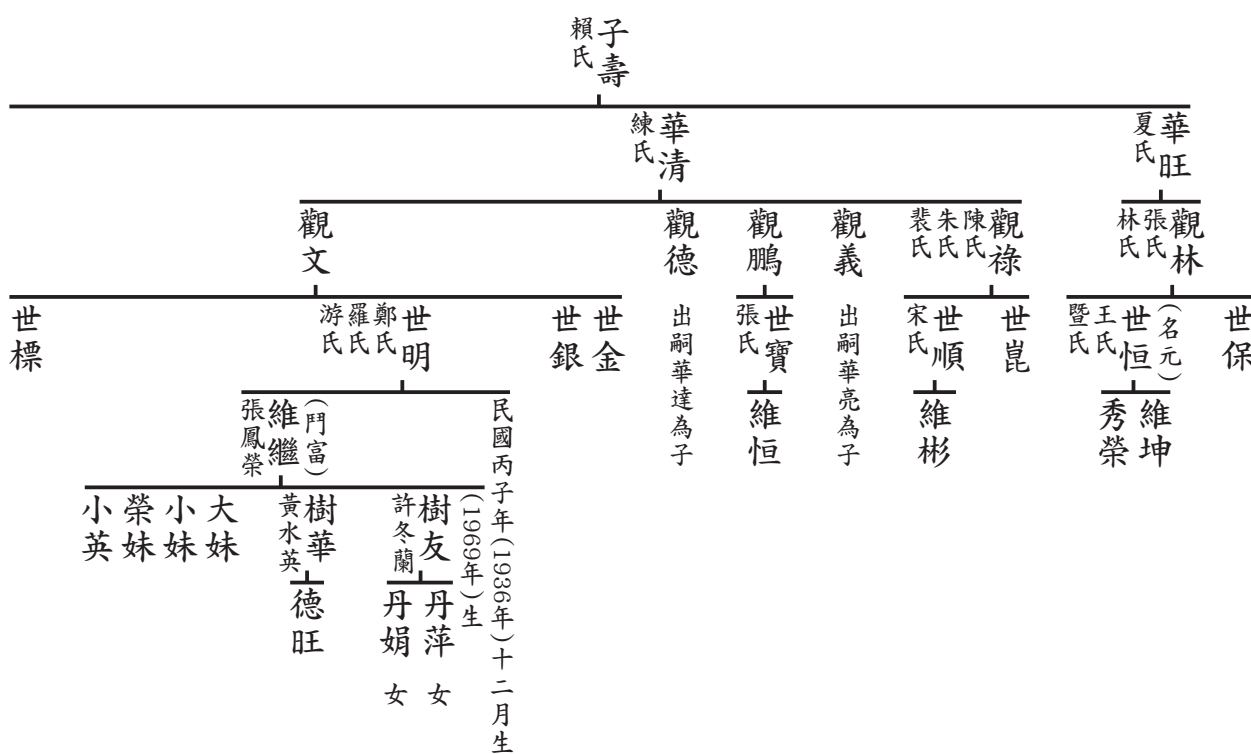 子壽
賴氏
華旺
夏氏
華清
練氏
觀林
張氏
林氏
觀祿
陳氏
朱氏
裴氏
觀義
出嗣華亮為子
觀鵬
觀德
出嗣華達為子
觀文
世保
(名元)
世恒
王氏
暨氏
世崑
世順
宋氏
世寶
張氏
世金
世銀
世明
鄭氏
羅氏
游氏
世標
維坤
秀榮
維彬
維恒
民國丙子年(1936年)十二月生
(鬥富)
維繼
張鳳榮
(1969年)生
樹友
許冬蘭
樹華
黃水英
大妹
小妹
榮妹
小英
丹萍 女
丹娟 女
德旺